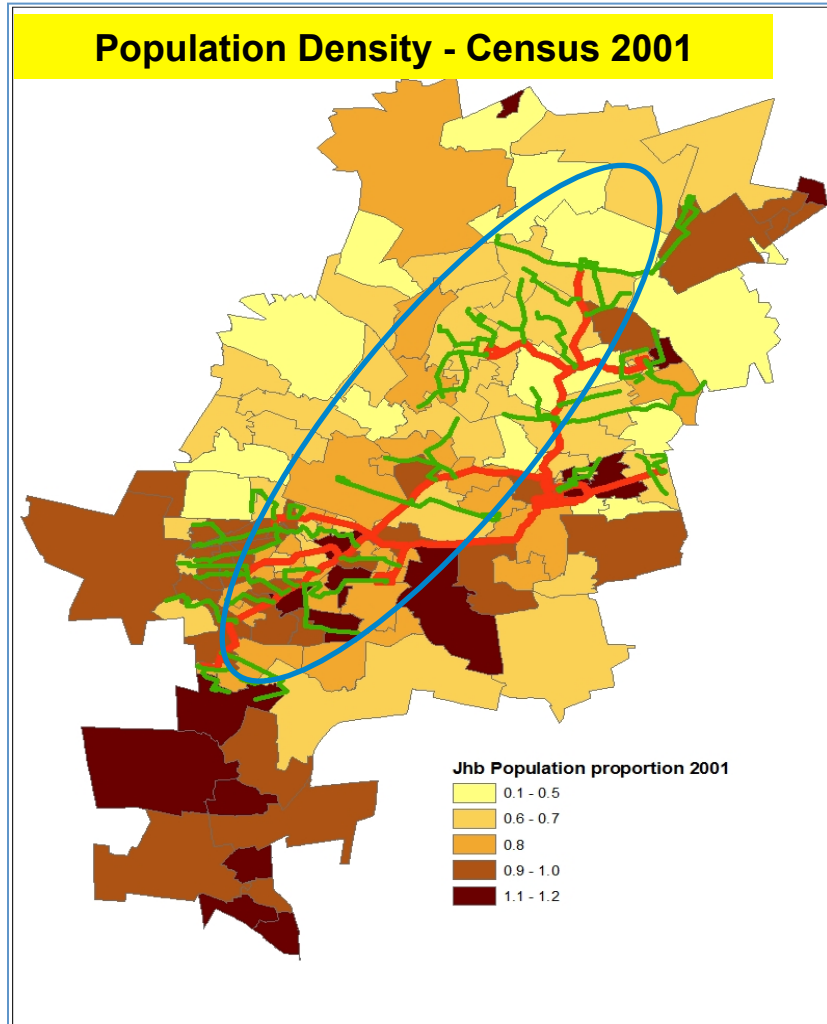 Population Density - Census 2001
Jhb Population proportion 2001
0.1 - 0.5
0.6 - 0.7
0.8
0.9 - 1.0
1.1 - 1.2